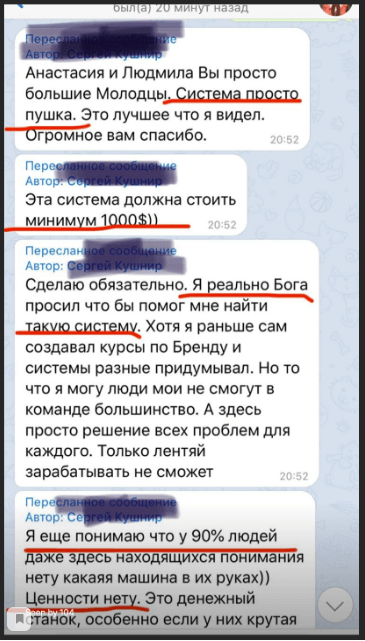 был(а) 20 минут назад
Пересланное сообщение
Автор: Сергей Кушнир
Анастасия и Людмила Вы просто
большие Молодцы. Система просто
пушка. Это лучшее что я видел.
Огромное вам спасибо.
20:52
Пересланное сообщение
Автор: Сергей Кушнир
Эта система должна стоить
минимум 1000$))
20:52
Пересланное сообщение
Автор: Сергей Кушнир
Сделаю обязательно. Я реально Бога
просил что бы помог мне найти
такую систему. Хотя я раньше сам
создавал курсы по Бренду и
системы разные придумывал. Но то
что я могу люди мои не смогут в
команде большинство. А здесь
просто решение всех проблем для
каждого. Только лентяй
зарабатывать не сможет
20:52
Пересланное сообщение
Автор: Сергей Кушнир
Я еще понимаю что у 90% людей
даже здесь находящихся понимания
нету какаяя машина в их руках))
Ценности нету. Это денежный
станок, особенно если у них крутая